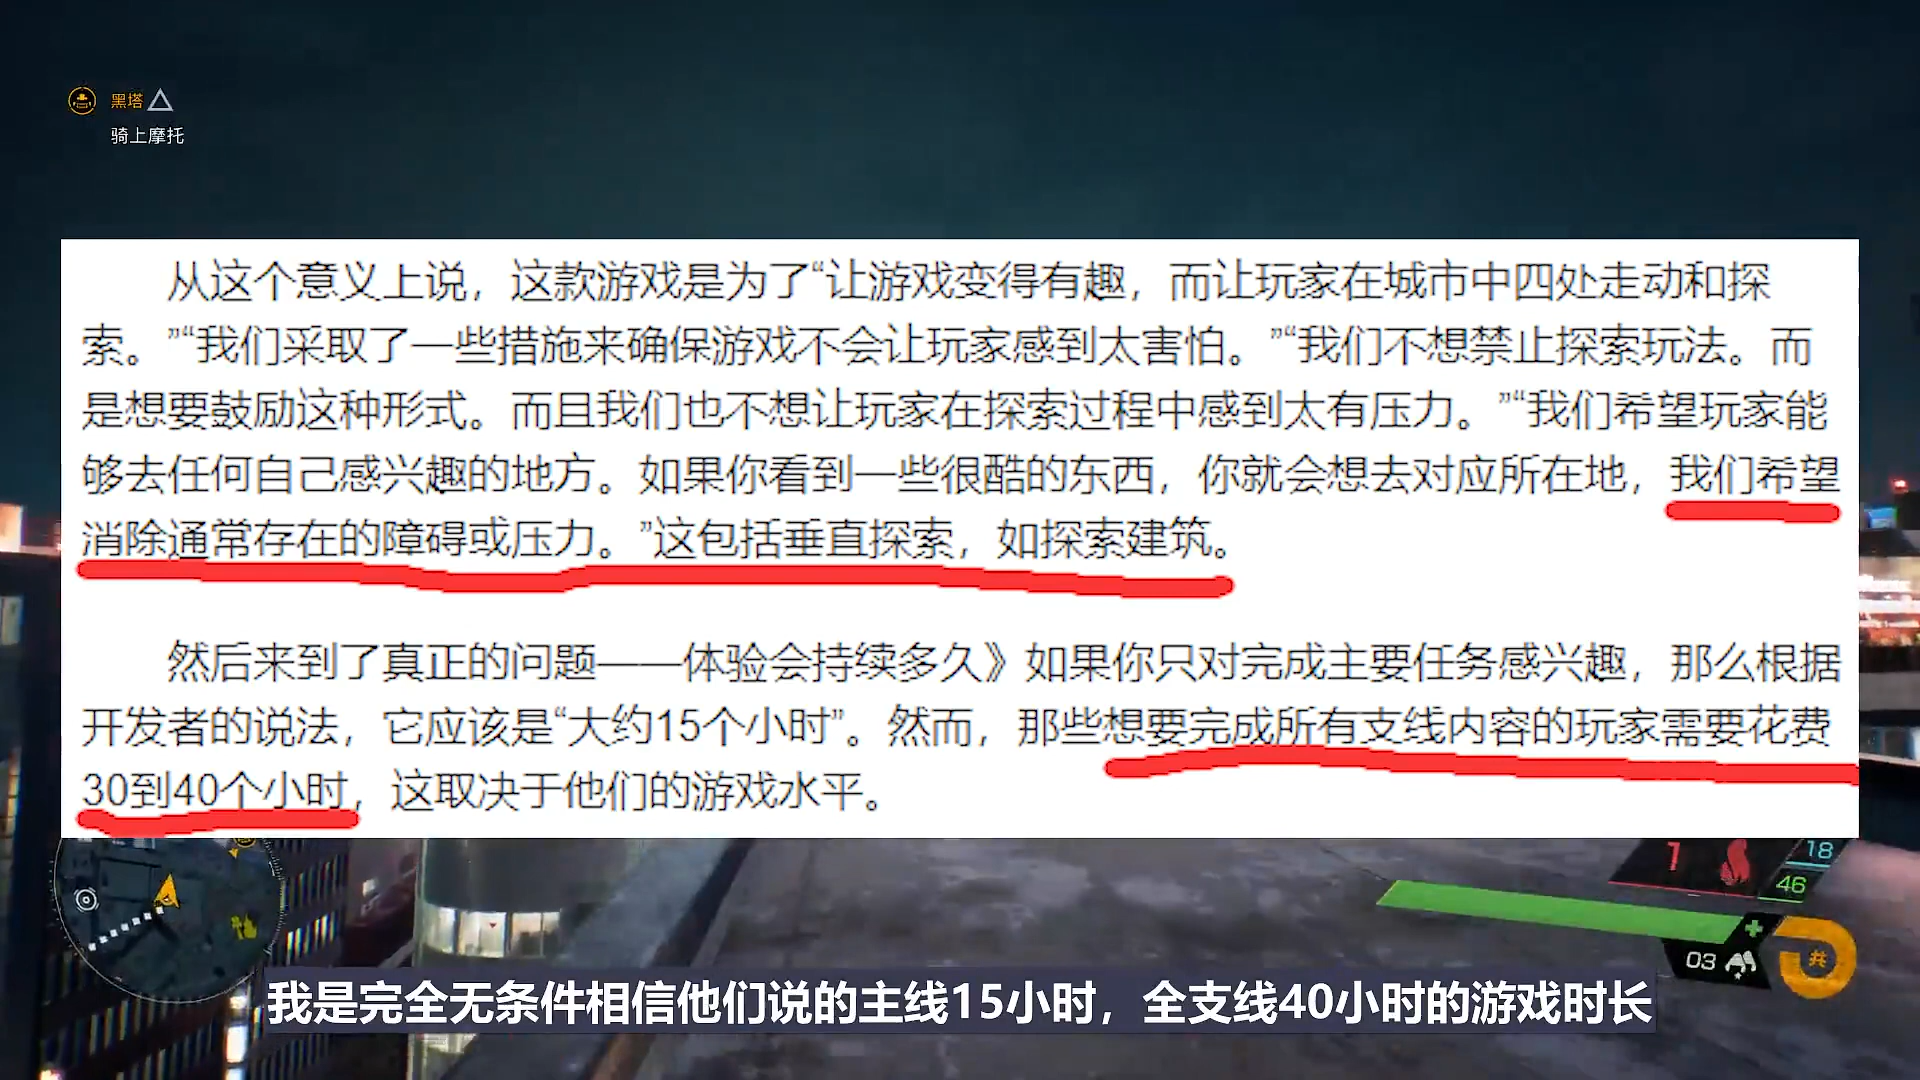 黑塔
骑上摩托
从这个意义上说，这款游戏是为了“让游戏变得有趣，而让玩家在城市中四处走动和探
索。”“我们采取了一些措施来确保游戏不会让玩家感到太害怕。”“我们不想禁止探索玩法。而
是想要鼓励这种形式。而且我们也不想让玩家在探索过程中感到太有压力。”“我们希望玩家能
够去任何自己感兴趣的地方。如果你看到一些很酷的东西，你就会想去对应所在地，我们希望
消除通常存在的障碍或压力。”这包括垂直探索，如探索建筑。
然后来到了真正的问题——体验会持续多久》如果你只对完成主要任务感兴趣，那么根据
开发者的说法，它应该是“大约15个小时”。然而，那些想要完成所有支线内容的玩家需要花费
30到40个小时，这取决于他们的游戏水平。
1
18
46
03
我是完全无条件相信他们说的主线15小时，全支线40小时的游戏时长